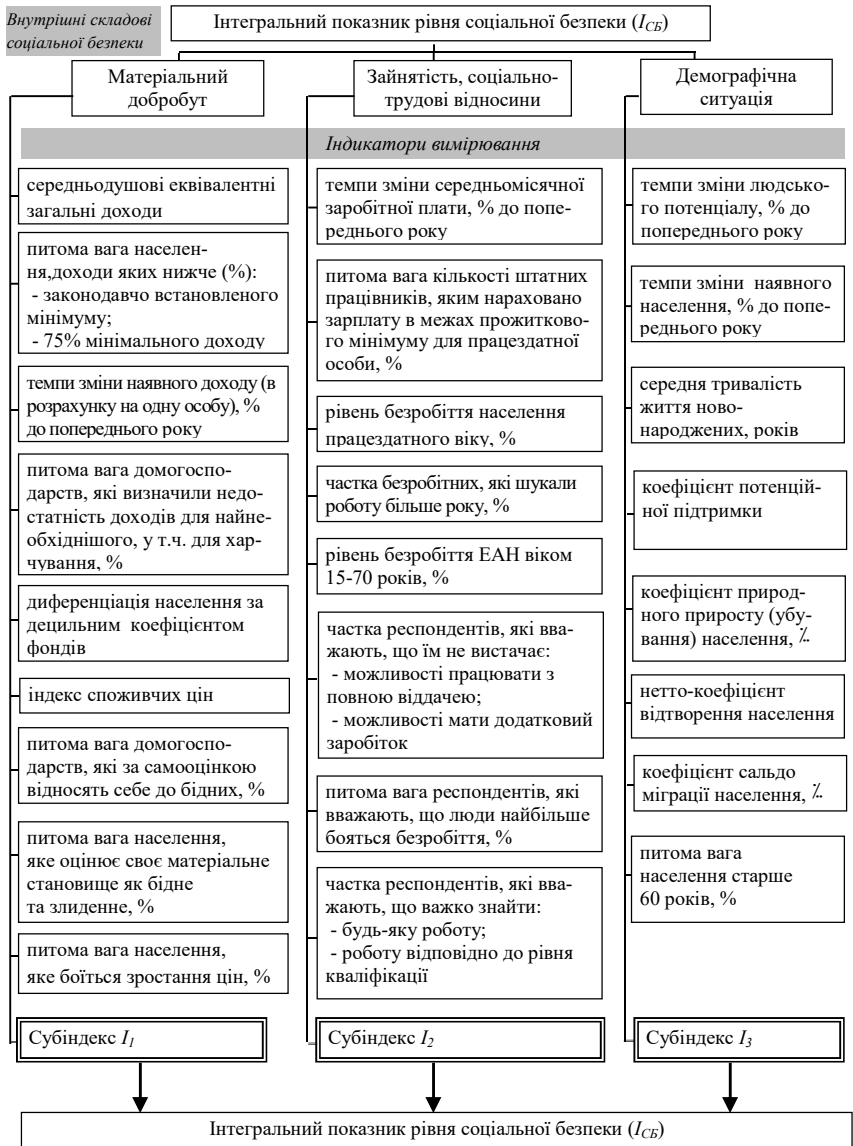 Внутрішні складові
соціальної безпеки
Інтегральний показник рівня соціальної безпеки (IСБ)
Матеріальний
добробут
Зайнятість, соціально-
трудові відносини
Демографічна
ситуація
Індикатори вимірювання
середньодушові еквівалентні
загальні доходи
питома вага населен-
ня,доходи яких нижче (%):
- законодавчо встановленого
мінімуму;
- 75% мінімального доходу
темпи зміни наявного доходу (в
розрахунку на одну особу), %
до попереднього року
питома вага домогоспо-
дарств, які визначили недо-
статність доходів для найне-
обхіднішого, у т.ч. для хар-
чування, %
диференціація населення за
децильним коефіцієнтом
фондів
індекс споживчих цін
питома вага домогоспо-
дарств, які за самооцінкою
відносять себе до бідних, %
питома вага населення,
яке оцінює своє матеріальне
становище як бідне
та злиденне, %
питома вага населення,
яке боїться зростання цін, %
Субіндекс I1
темпи зміни середньомісячної
заробітної плати, % до попе-
реднього року
питома вага кількості штатних
працівників, яким нараховано
зарплату в межах прожитково-
го мінімуму для працездатної
особи, %
рівень безробіття населення
працездатного віку, %
частка безробітних, які шукали
роботу більше року, %
рівень безробіття ЕАН віком
15-70 років, %
частка респондентів, які вва-
жають, що їм не вистачає:
- можливості працювати з
повною віддачею;
- можливості мати додатковий
заробіток
питома вага респондентів, які
вважають, що люди найбільше
бояться безробіття, %
частка респондентів, які вва-
жають, що важко знайти:
- будь-яку роботу;
- роботу відповідно до рівня
кваліфікації
Субіндекс I2
темпи зміни людсько-
го потенціалу, % до
попереднього року
темпи зміни наявного
населення, % до попе-
реднього року
середня тривалість
життя ново-
народжених, років
коефіцієнт потенцій-
ної підтримки
коефіцієнт природ-
ного приросту (убу-
вання) населення,
нетто-коефіцієнт
відтворення населення
коефіцієнт сальдо
міграції населення,
питома вага
населення старше
60 років, %
Субіндекс I3
Інтегральний показник рівня соціальної безпеки (IСБ)